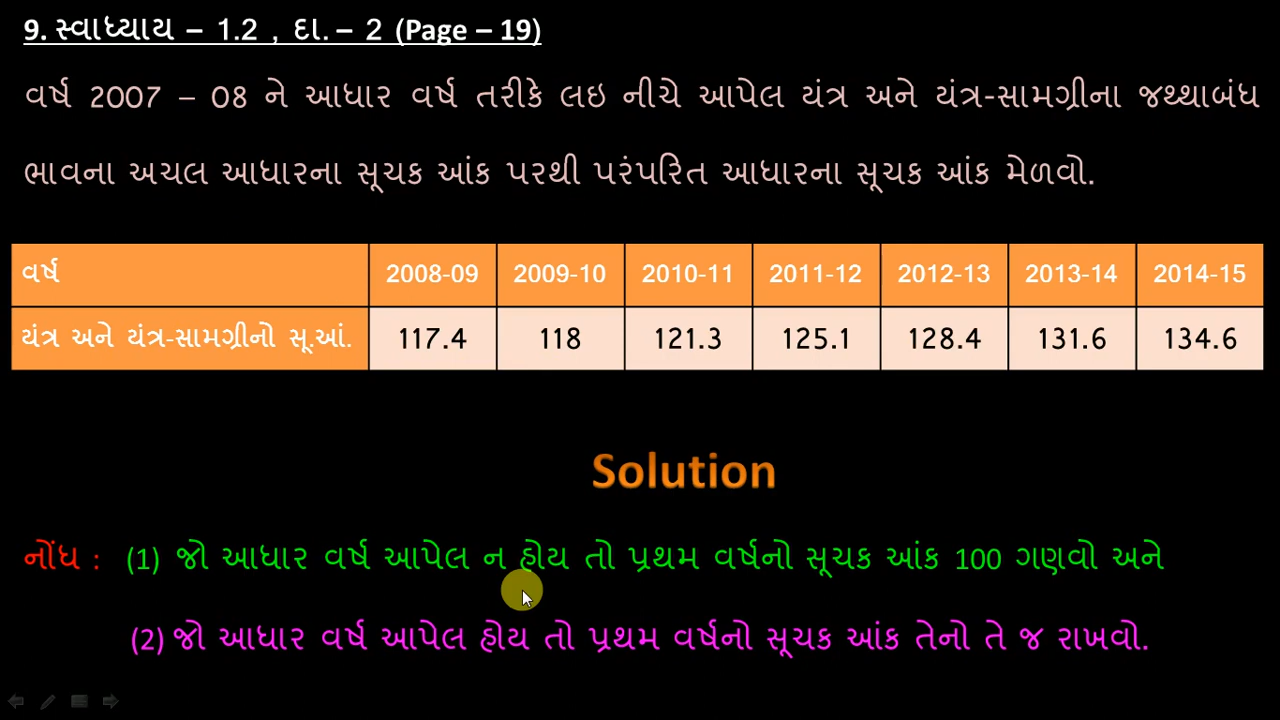 9. સ્વાધ્યાય – 1.2 , દા. – 2 (Page – 19)
વર્ષ 2007 – 08 ને આધાર વર્ષ તરીકે લઇ નીચે આપેલ યંત્ર અને યંત્ર-સામગ્રીના જથ્થાબંધ
ભાવના અચલ આધારના સૂચક આંક પરથી પરંપરિત આધારના સૂચક આંક મેળવો.
વર્ષ 2008-09 2009-10 2010-11 2011-12 2012-13 2013-14 2014-15
યંત્ર અને યંત્ર-સામગ્રીનો સૂ.આં. 117.4 118 121.3 125.1 128.4 131.6 134.6
Solution
નોંધ : (1) જો આધાર વર્ષ આપેલ ન હોય તો પ્રથમ વર્ષનો સૂચક આંક 100 ગણવો અને
(2) જો આધાર વર્ષ આપેલ હોય તો પ્રથમ વર્ષનો સૂચક આંક તેનો તે જ રાખવો.